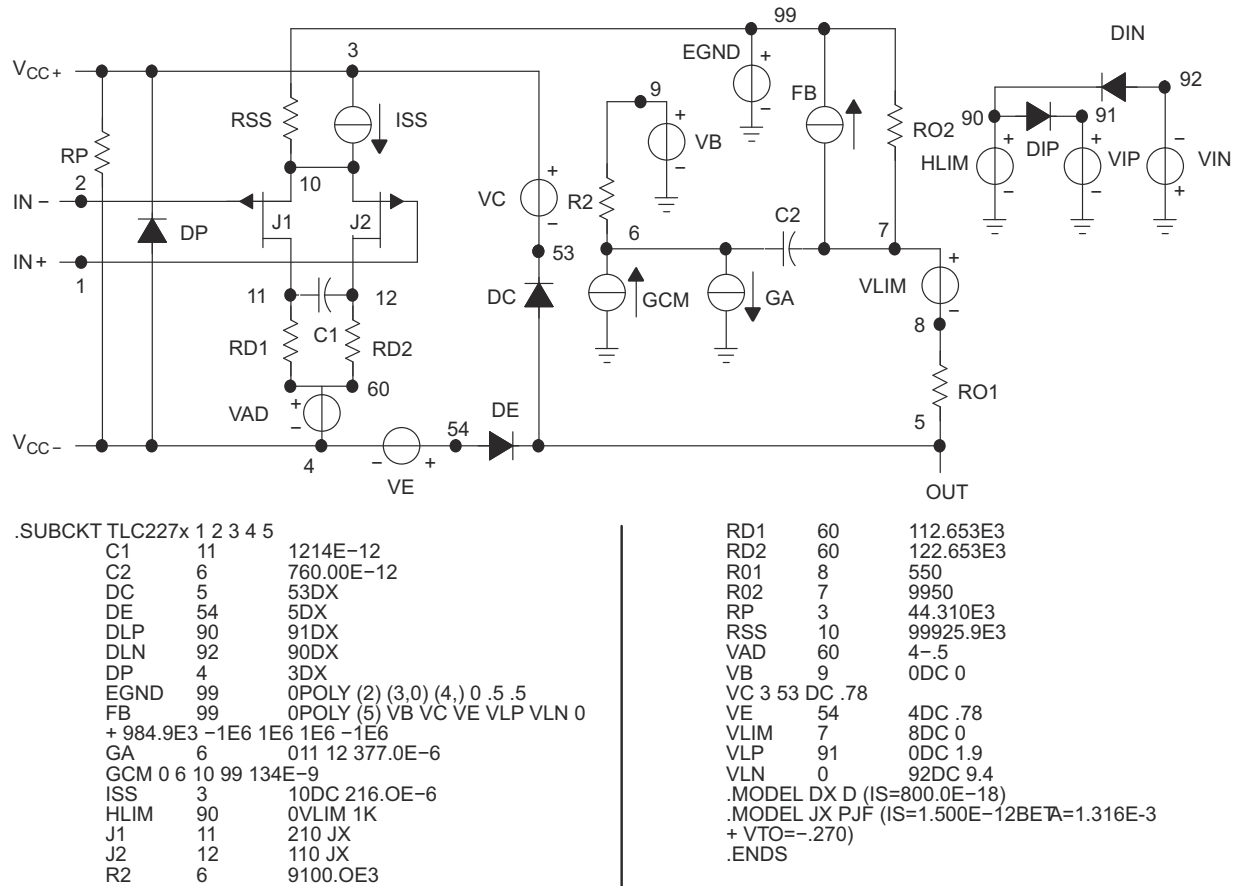 99
3
EGND
+
−
FB
RO2
DIN
92
90
91
+
HLIM
−
DIP
+
VIP
−
−
VIN
+
VCC+
RSS
ISS
9
+
VB
−
RP
2
IN −
10
J1
J2
+
VC
−
R2
C2
DP
6
7
IN+
1
53
+
VLIM
−
11
12
DC
GCM
GA
8
C1
RD1
RD2
60
RO1
VAD
+
−
DE
54
5
VCC−
4
−
+
VE
OUT
.SUBCKT TLC227x 1 2 3 4 5
C1 11 1214E−12
C2 6 760.00E−12
DC 5 53DX
DE 54 5DX
DLP 90 91DX
DLN 92 90DX
DP 4 3DX
EGND 99 0POLY (2) (3,0) (4,) 0 .5 .5
FB 99 0POLY (5) VB VC VE VLP VLN 0
+ 984.9E3 −1E6 1E6 1E6 −1E6
GA 6 011 12 377.0E−6
GCM 0 6 10 99 134E−9
ISS 3 10DC 216.OE−6
HLIM 90 0VLIM 1K
J1 11 210 JX
J2 12 110 JX
R2 6 9100.OE3
RD1 60 112.653E3
RD2 60 122.653E3
R01 8 550
R02 7 9950
RP 3 44.310E3
RSS 10 99925.9E3
VAD 60 4−.5
VB 9 0DC 0
VC 3 53 DC .78
VE 54 4DC .78
VLIM 7 8DC 0
VLP 91 0DC 1.9
VLN 0 92DC 9.4
.MODEL DX D (IS=800.0E−18)
.MODEL JX PJF (IS=1.500E−12BETA=1.316E-3
+ VTO=−.270)
.ENDS